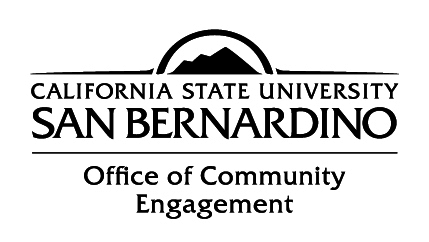 CALIFORNIA STATE UNIVERSITY
SAN BERNARDINO
Office of Community
Engagement